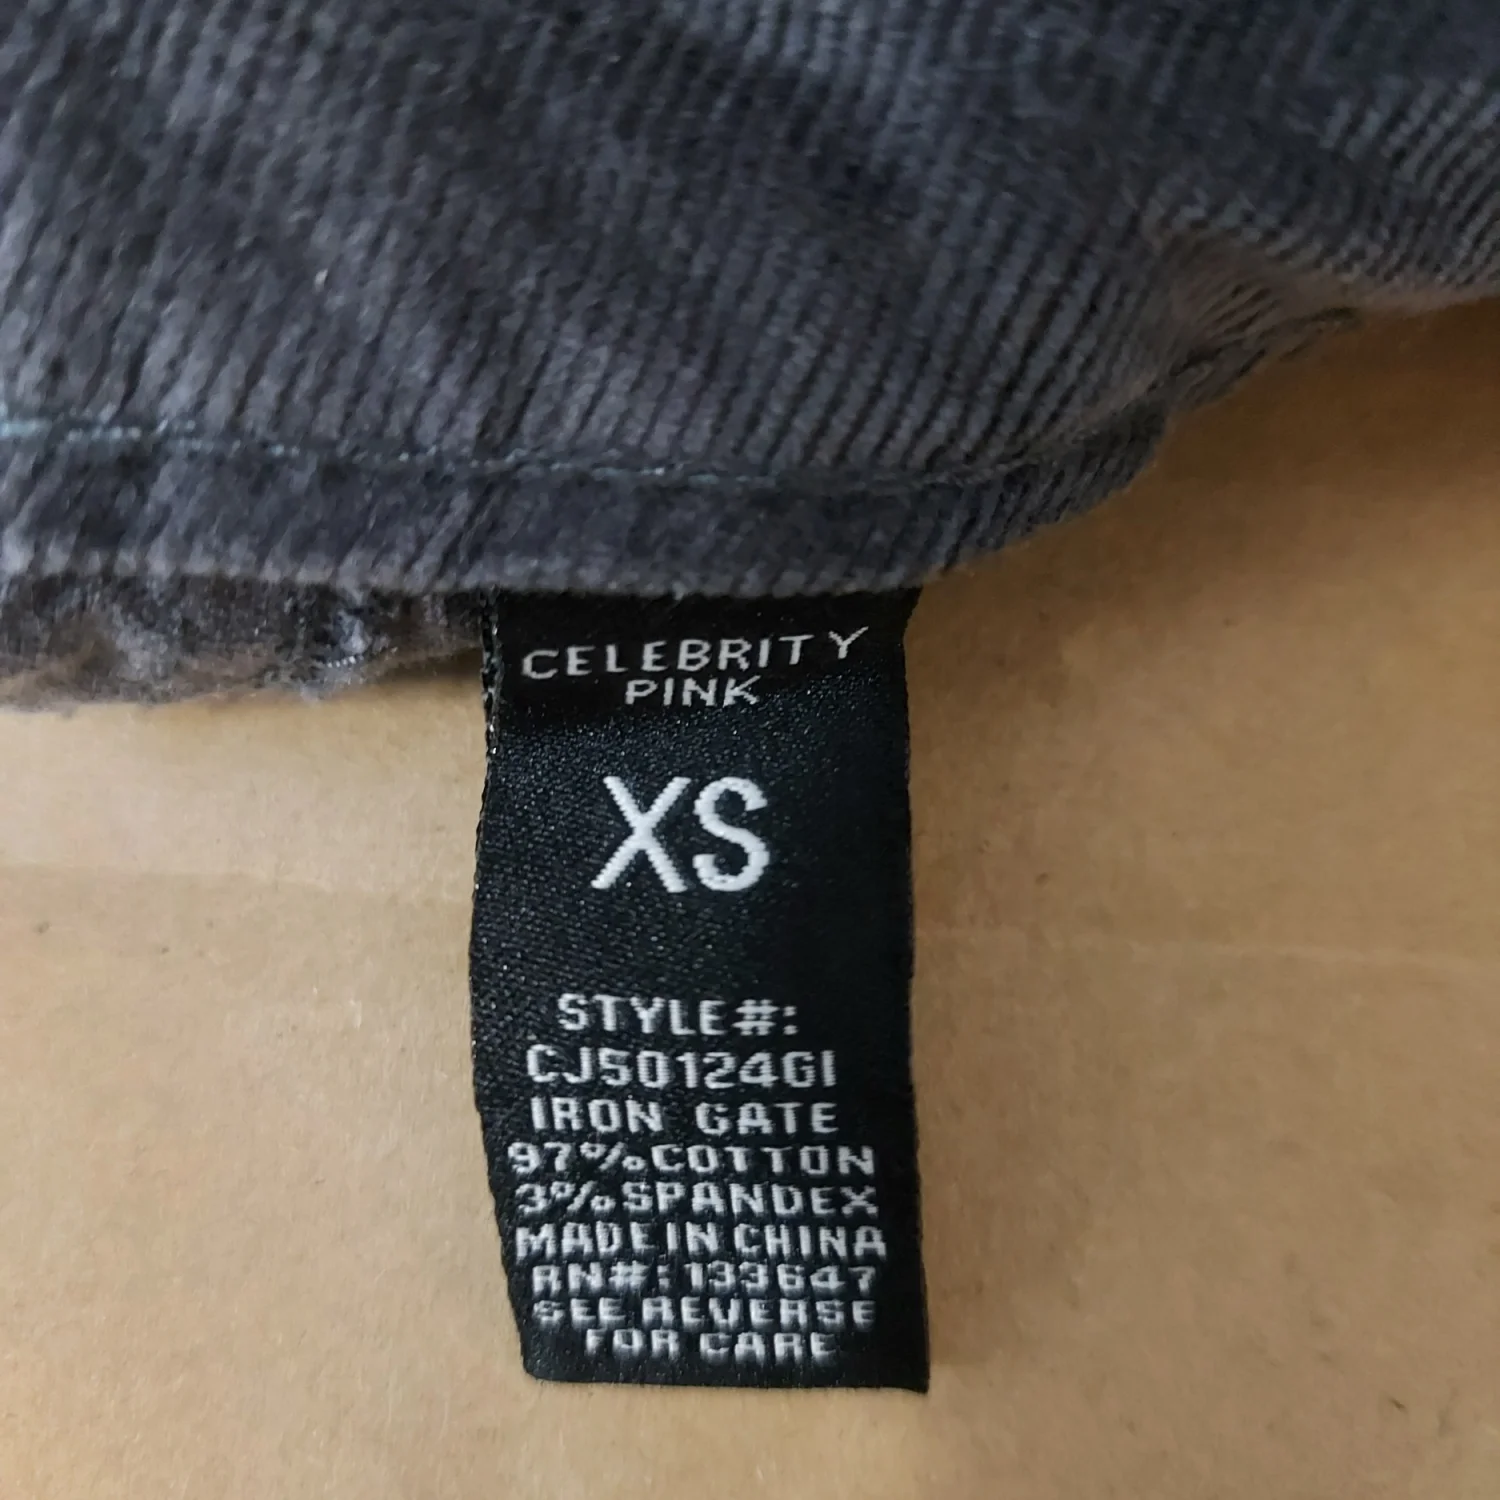 CELEBRITY
PINK
XS
STYLE#:
CJ50124GI
IRON GATE
97%COTTON
3%SPANDEX
MADE IN CHINA
RN#:133647
SEE REVERSE
FOR CARE